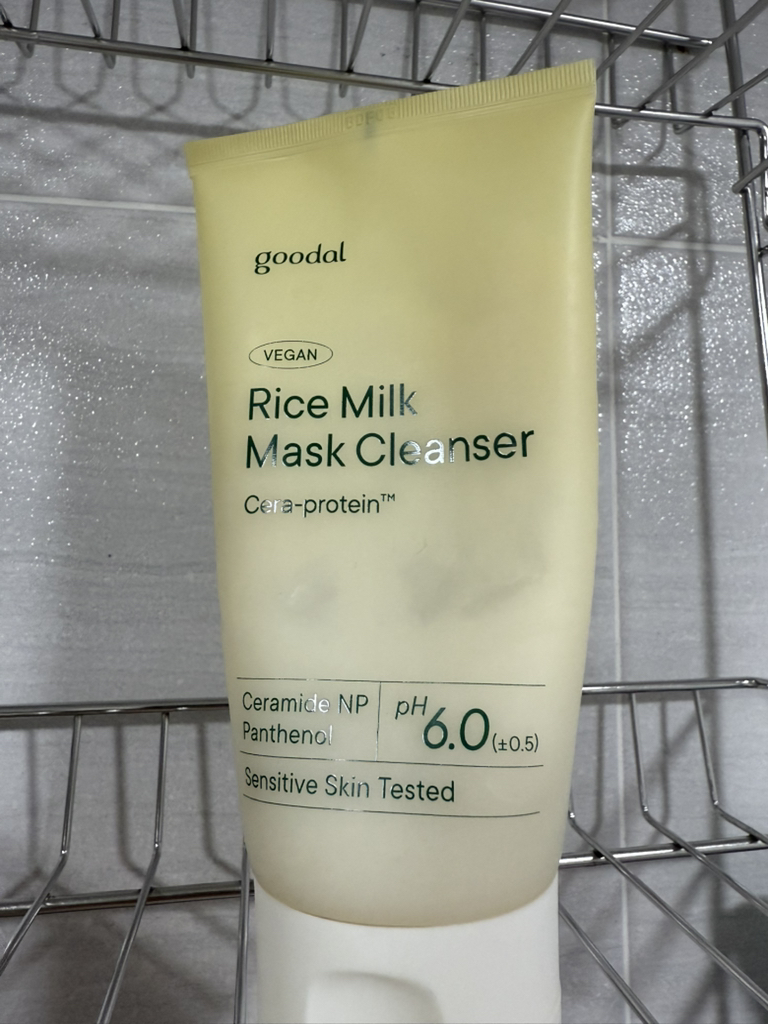 goodal
VEGAN
Rice Milk
Mask Cleanser
Cera-protein™
Ceramide NP
Panthenol
pH 6.0 (±0.5)
Sensitive Skin Tested